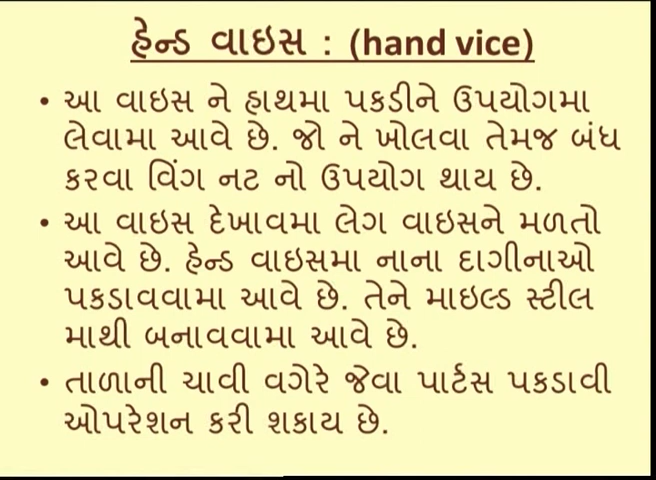 હેન્ડ વાઇસ : (hand vice)
• આ વાઇસ ને હાથમા પકડીને ઉપયોગમા
લેવામા આવે છે. જો ને ખોલવા તેમજ બંધ
કરવા વિંગ નટ નો ઉપયોગ થાય છે.
• આ વાઇસ દેખાવમા લેગ વાઇસને મળતો
આવે છે. હેન્ડ વાઇસમા નાના દાગીનાઓ
પકડાવવામા આવે છે. તેને માઇલ્ડ સ્ટીલ
માથી બનાવવામા આવે છે.
• તાળાની ચાવી વગેરે જેવા પાર્ટસ પકડાવી
ઓપરેશન કરી શકાય છે.